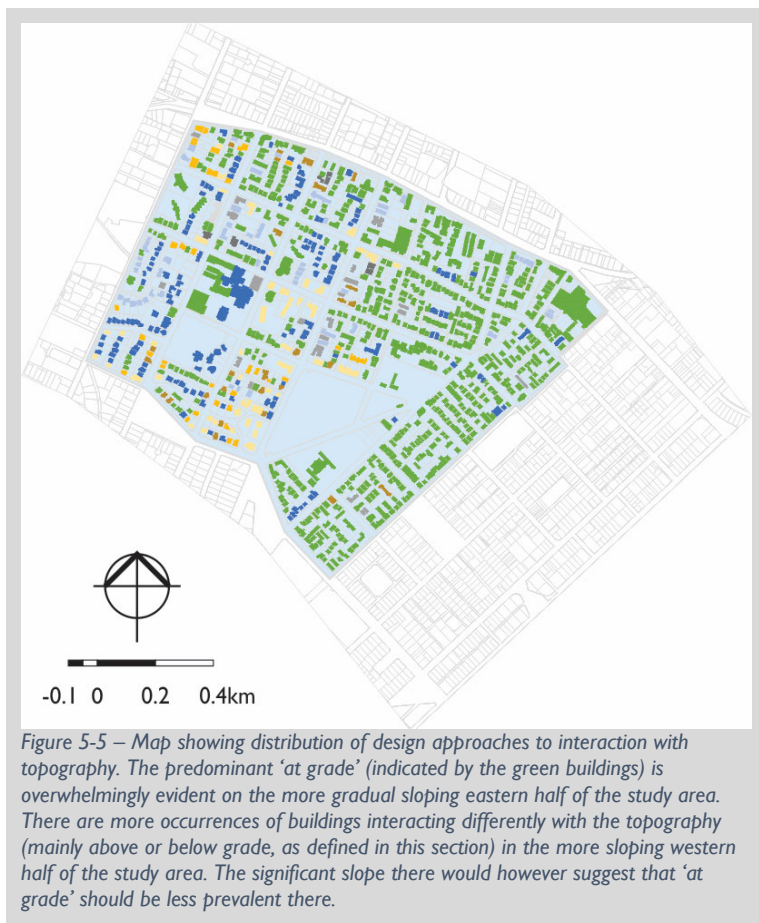 -0.1 0 0.2 0.4km
Figure 5-5 – Map showing distribution of design approaches to interaction with
topography. The predominant ‘at grade’ (indicated by the green buildings) is
overwhelmingly evident on the more gradual sloping eastern half of the study area.
There are more occurrences of buildings interacting differently with the topography
(mainly above or below grade, as defined in this section) in the more sloping western
half of the study area. The significant slope there would however suggest that ‘at
grade’ should be less prevalent there.